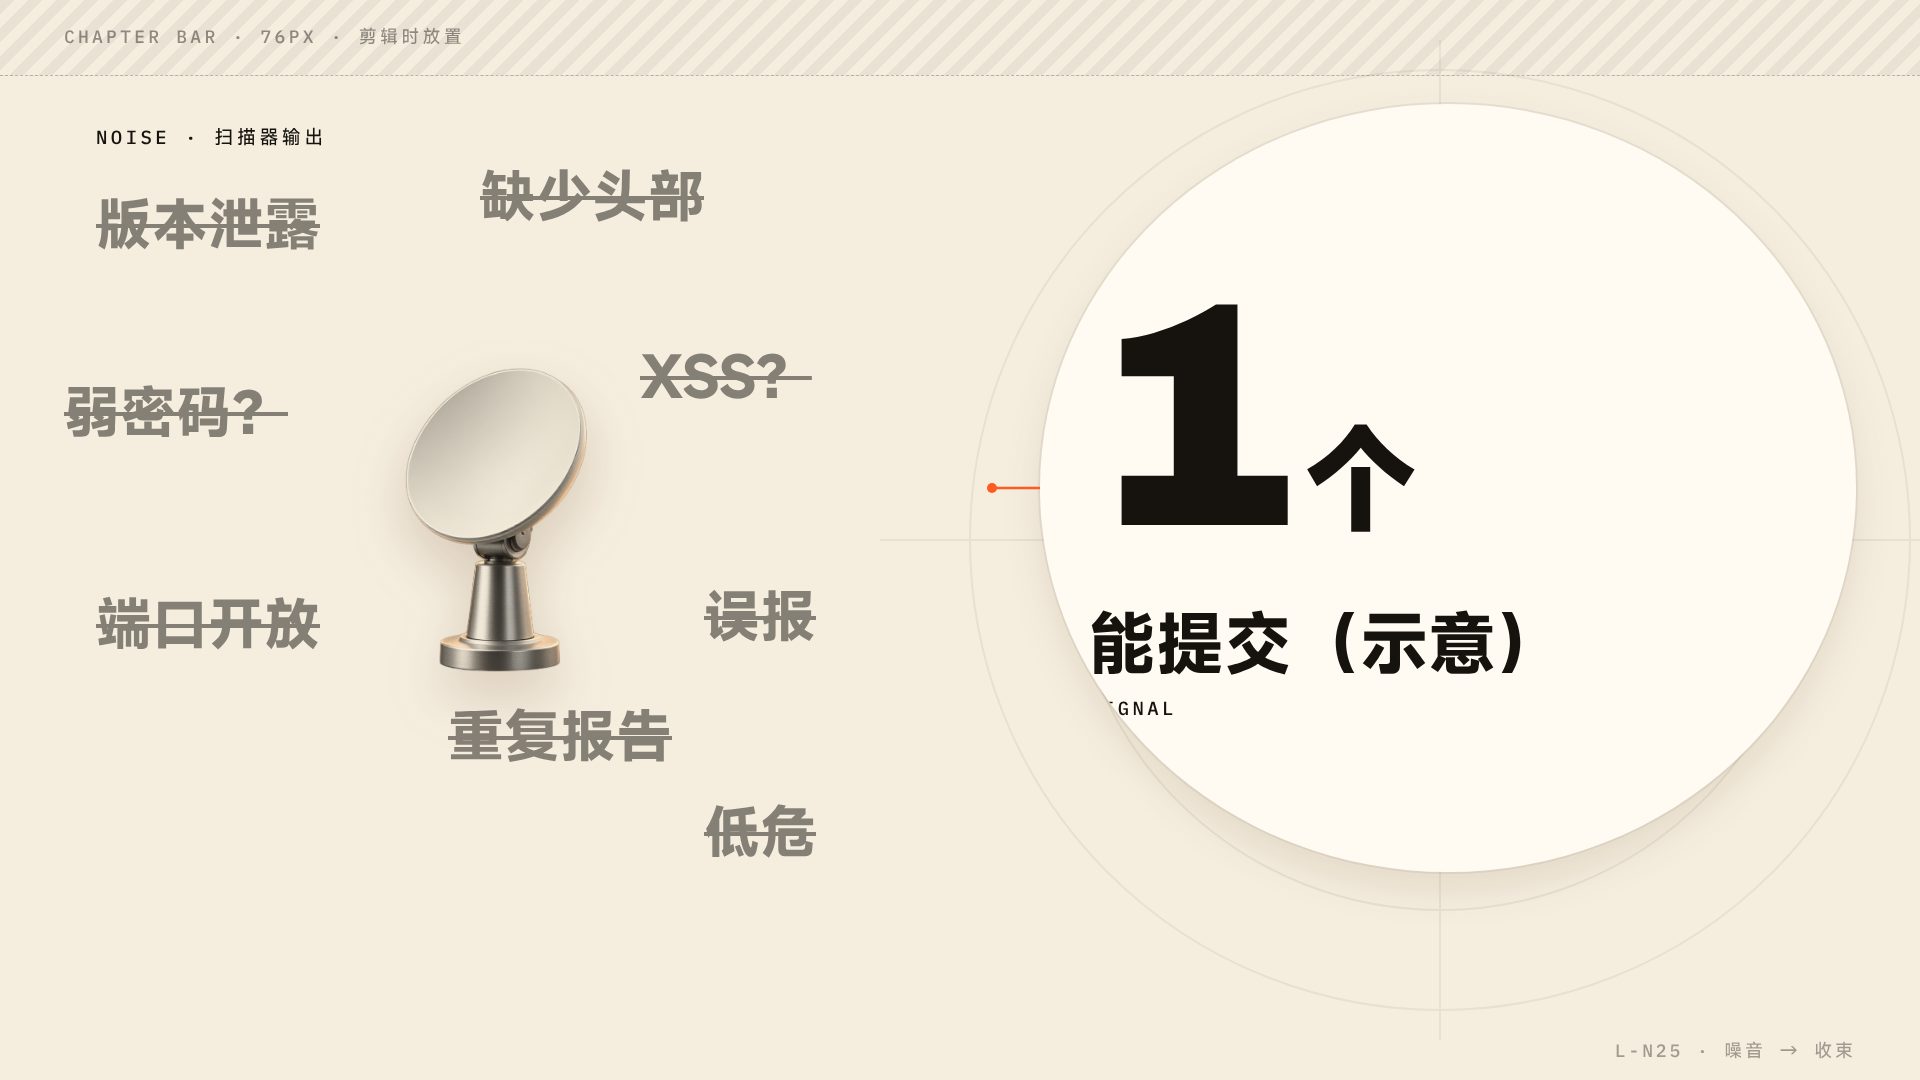 CHAPTER BAR · 76PX · 剪辑时放置
NOISE · 扫描器输出
缺少头部
版本泄露
XSS?
弱密码?
端口开放
误报
重复报告
低危
1个
能提交（示意）
GNAL
L-N25 · 噪音 → 收束